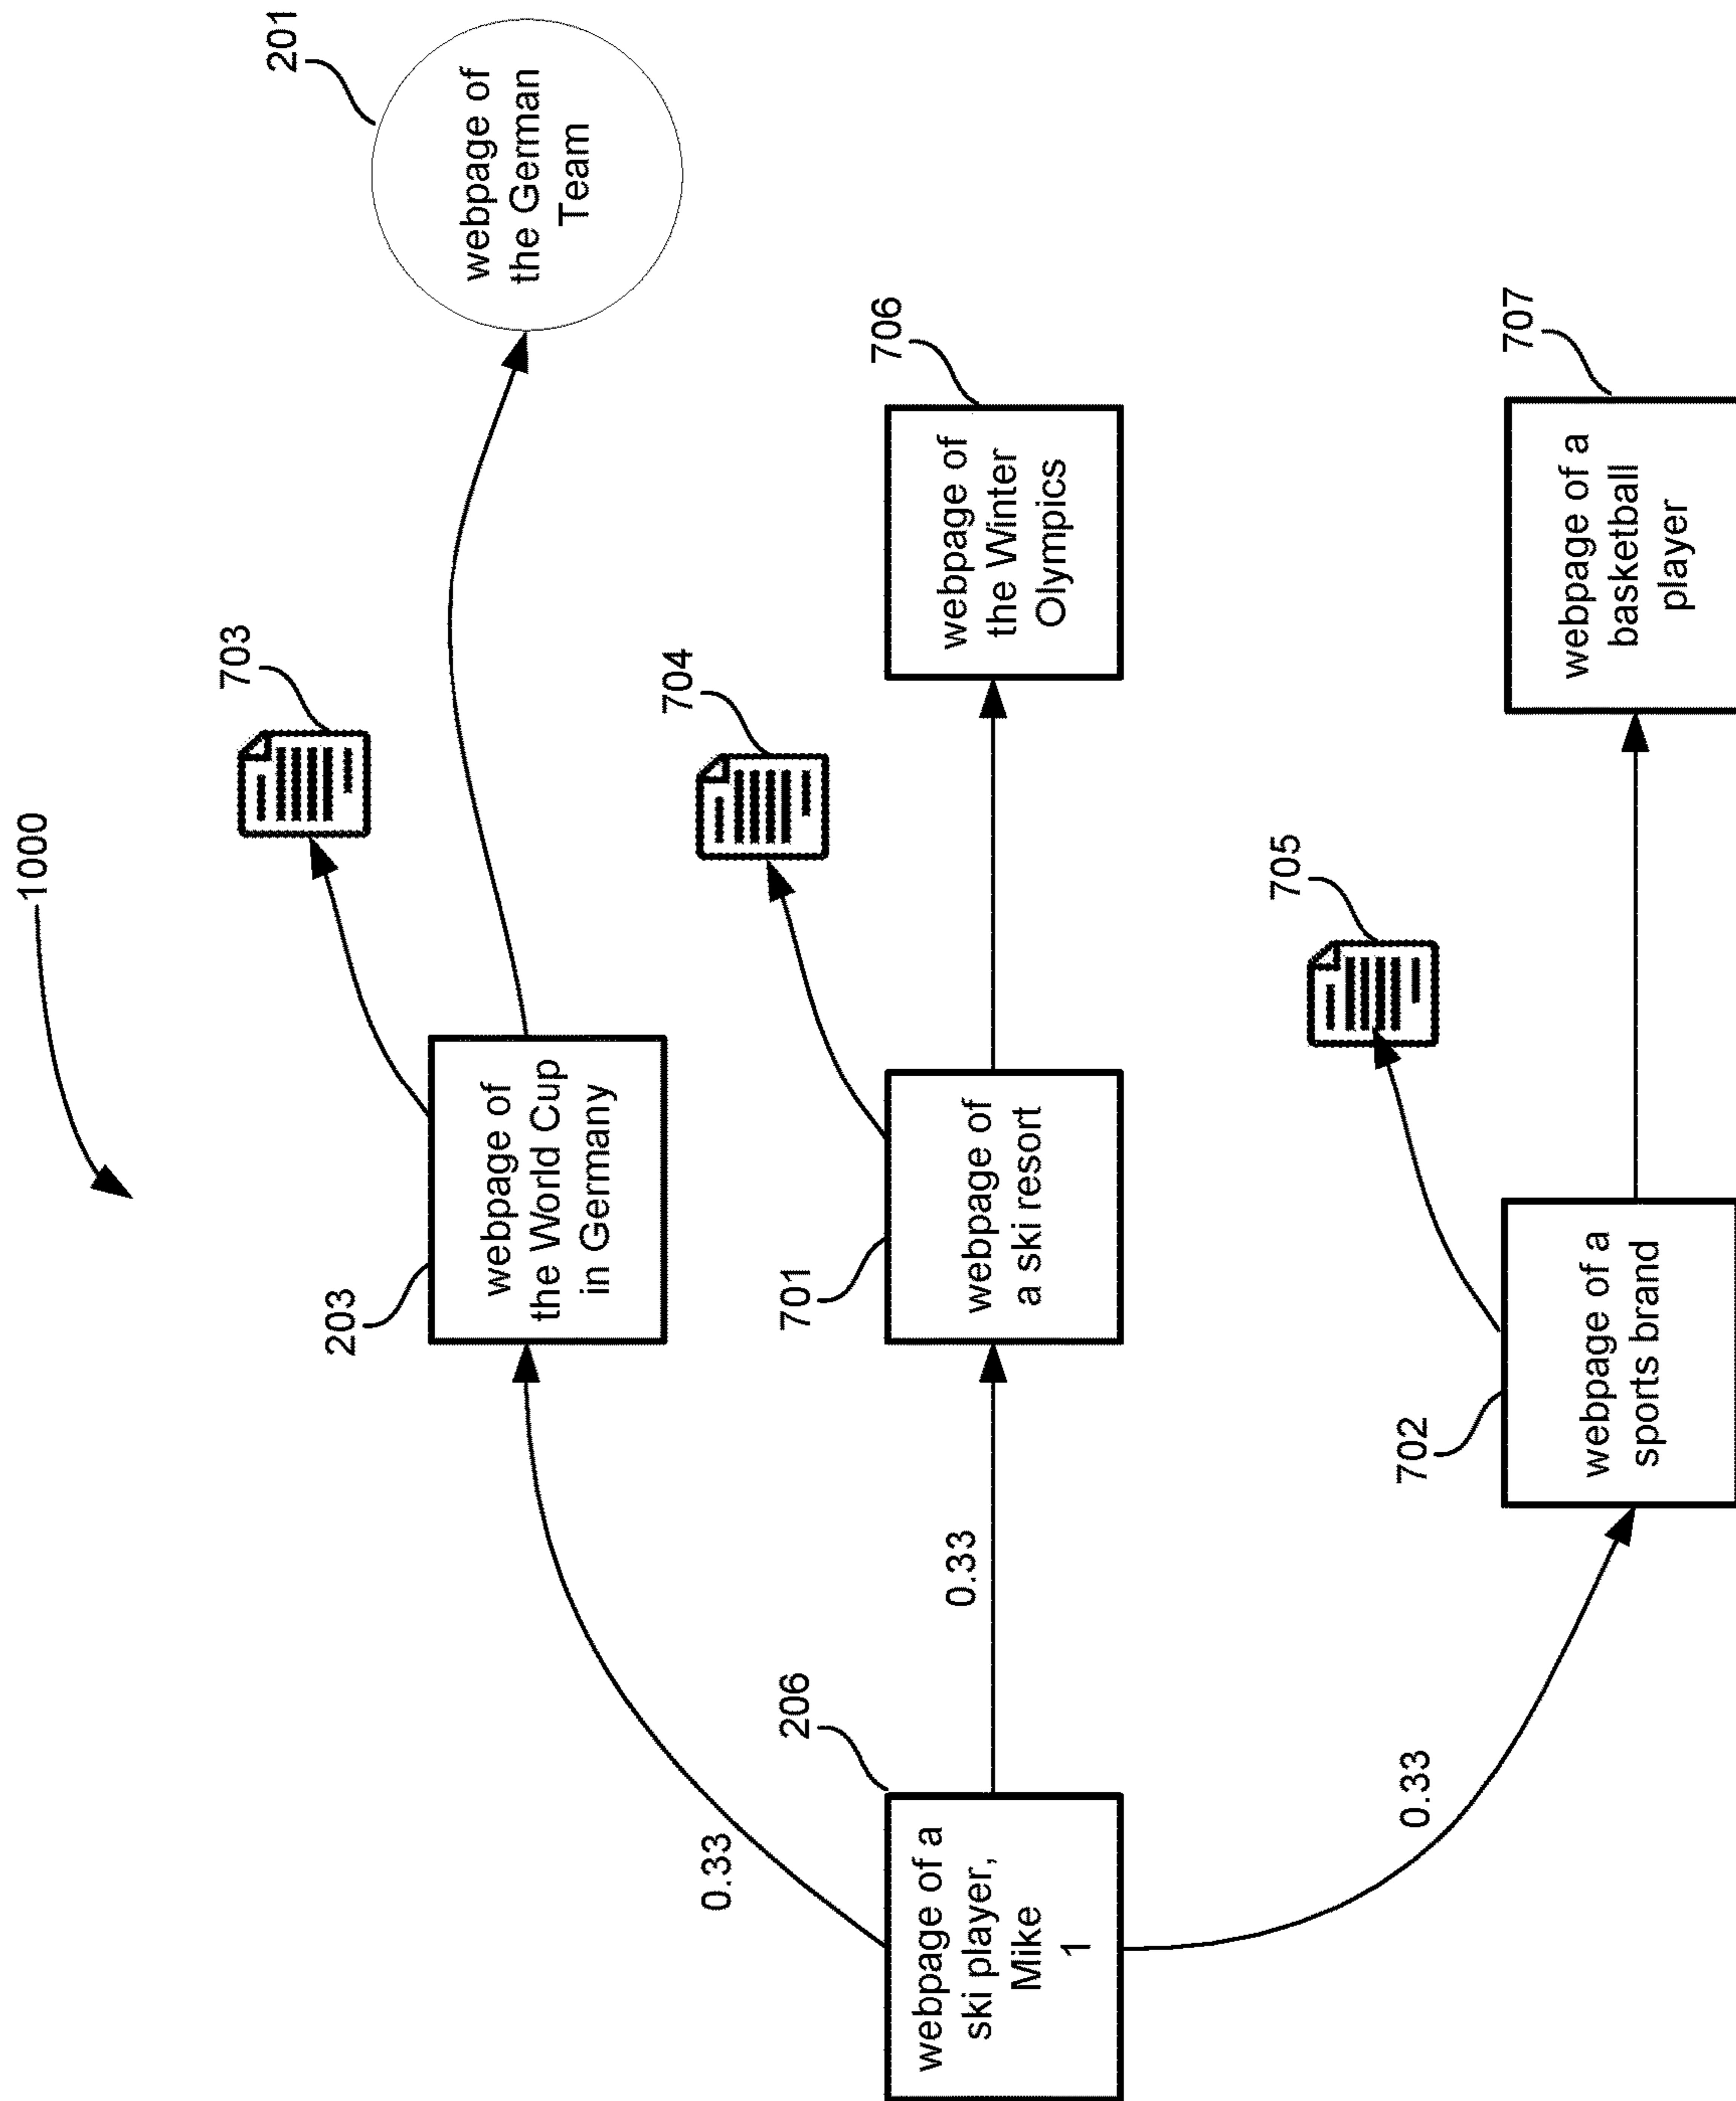 1000
201
webpage of
the German
Team
703
203
webpage of
the World Cup
in Germany
0.33
704
206
webpage of a
ski player,
Mike
1
0.33
701
webpage of
a ski resort
706
webpage of
the Winter
Olympics
705
0.33
702
webpage of a
sports brand
707
webpage of a
basketball
player